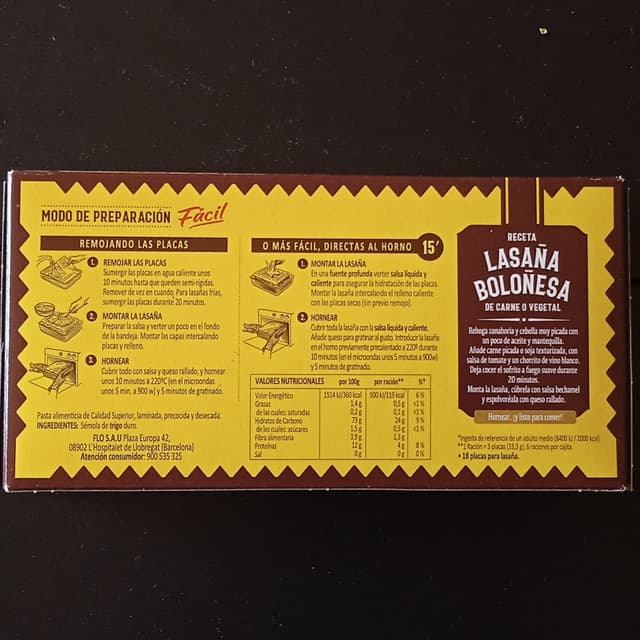 MODO DE PREPARACIÓN Fácil
REMOJANDO LAS PLACAS
1. REMOJAR LAS PLACAS
Sumergir las placas en agua caliente unos
10 minutos hasta que queden semi-rígidas.
Remover de vez en cuando. Para lasañas frías,
sumergir las placas durante 20 minutos.
2. MONTAR LA LASAÑA
Preparar la salsa y verter un poco en el fondo
de la bandeja. Montar las capas intercalando
placas y relleno.
3. HORNEAR
Cubrir todo con salsa y queso rallado, y hornear
unos 10 minutos a 220ºC (en el microondas
unos 5 min. a 900 w) y 5 minutos de gratinado.
Pasta alimenticia de Calidad Superior, laminada, precocida y desecada.
INGREDIENTES: Sémola de trigo duro.
FLO S.A.U Plaza Europa 42,
08902 L'Hospitalet de Llobregat (Barcelona)
Atención consumidor: 900 535 325
O MÁS FÁCIL, DIRECTAS AL HORNO 15'
1. MONTAR LA LASAÑA
En una fuente profunda verter salsa líquida y
caliente para asegurar la hidratación de las placas.
Montar la lasaña intercalando el relleno caliente
con las placas secas (sin previo remojo).
2. HORNEAR
Cubrir toda la lasaña con la salsa líquida y caliente.
Añade queso para gratinar al gusto. Introducir la lasaña
en el horno previamente precalentado a 220º durante
10 minutos (en el microondas unos 5 minutos a 900w)
y 5 minutos de gratinado.
VALORES NUTRICIONALES por 100g por ración** %*
Valor Energético 1514 kJ/360 kcal 500 kJ/119 kcal 6 %
Grasas 1,4 g 0,5 g <1 %
de las cuales: saturadas 0,2 g 0,1 g <1 %
Hidratos de Carbono 73 g 24 g 9 %
de los cuales: azúcares 1,5 g 0,5 g <1 %
Fibra alimentaria 3,9 g 1,3 g
Proteínas 12 g 4 g 8 %
Sal 0 g 0 g 0 %
RECETA
LASAÑA
BOLOÑESA
DE CARNE O VEGETAL
Rehoga zanahoria y cebolla muy picada con
un poco de aceite y mantequilla.
Añade carne picada o soja texturizada, con
salsa de tomate y un chorrito de vino blanco.
Deja cocer el sofrito a fuego suave durante
20 minutos.
Monta la lasaña, cúbrela con salsa bechamel
y espolvoréala con queso rallado.
Hornear, ¡y listo para comer!
*Ingesta de referencia de un adulto medio (8400 kJ / 2000 kcal)
**1 Ración = 3 placas (33,3 g), 6 raciones por cajita.
• 18 placas para lasaña.